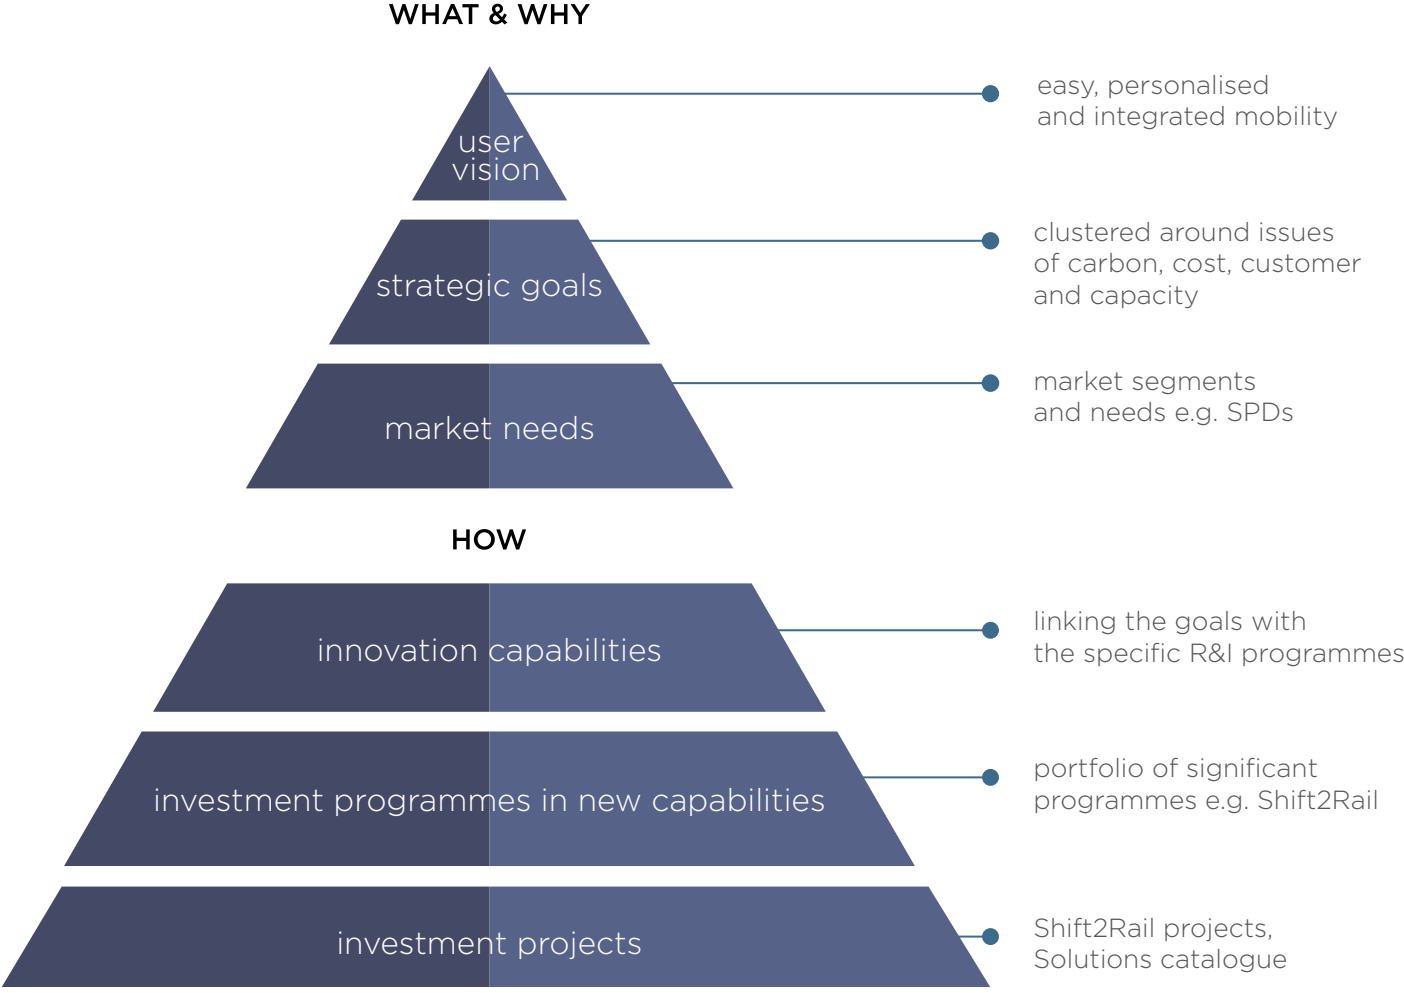 WHAT & WHY
user
vision
easy, personalised
and integrated mobility
strategic goals
clustered around issues
of carbon, cost, customer
and capacity
market needs
market segments
and needs e.g. SPDs
HOW
innovation capabilities
linking the goals with
the specific R&I programmes
investment programmes in new capabilities
portfolio of significant
programmes e.g. Shift2Rail
investment projects
Shift2Rail projects,
Solutions catalogue